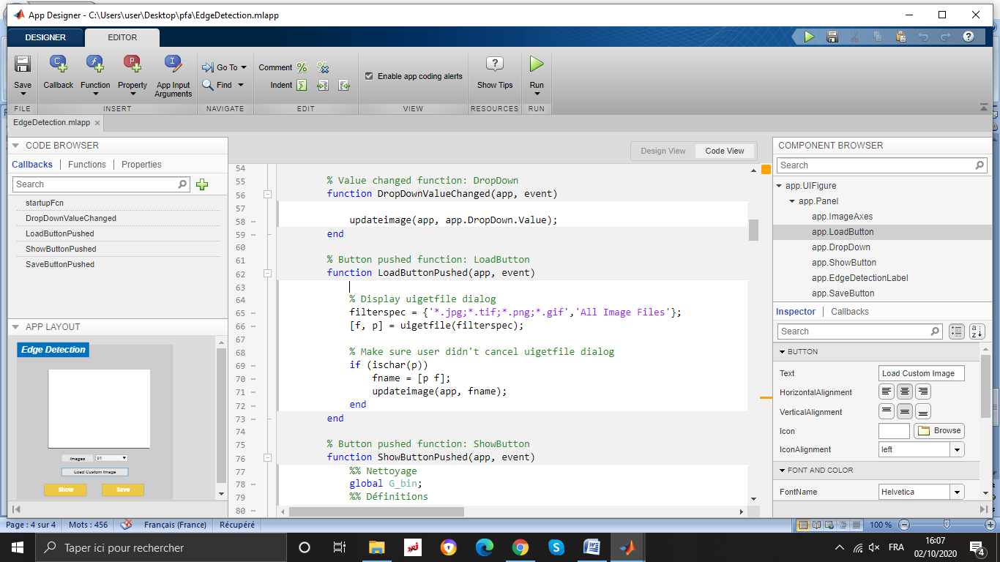 App Designer - C:\Users\user\Desktop\pfa\EdgeDetection.mlapp
DESIGNER
EDITOR
Save
Callback
Function
Property
App Input
Arguments
Go To
Find
Comment
Indent
Enable app coding alerts
Show Tips
Run
FILE
INSERT
NAVIGATE
EDIT
VIEW
RESOURCES
RUN
EdgeDetection.mlapp
CODE BROWSER
Callbacks
Functions
Properties
Search
startupFcn
DropDownValueChanged
LoadButtonPushed
ShowButtonPushed
SaveButtonPushed
APP LAYOUT
Edge Detection
Images
01
Load Custom Image
Show
Save
Design View
Code View
54
55 % Value changed function: DropDown
56 function DropDownValueChanged(app, event)
57
58 updateimage(app, app.DropDown.Value);
59 end
60
61 % Button pushed function: LoadButton
62 function LoadButtonPushed(app, event)
63
64 % Display uigetfile dialog
65 filterspec = {'*.jpg;*.tif;*.png;*.gif','All Image Files'};
66 [f, p] = uigetfile(filterspec);
67
68 % Make sure user didn't cancel uigetfile dialog
69 if (ischar(p))
70 fname = [p f];
71 updateimage(app, fname);
72 end
73 end
74
75 % Button pushed function: ShowButton
76 function ShowButtonPushed(app, event)
77 %% Nettoyage
78 global G_bin;
79 %% Définitions
80
COMPONENT BROWSER
Search
app.UIFigure
app.Panel
app.ImageAxes
app.LoadButton
app.DropDown
app.ShowButton
app.EdgeDetectionLabel
app.SaveButton
Inspector
Callbacks
Search
BUTTON
Text
Load Custom Image
HorizontalAlignment
VerticalAlignment
Icon
Browse
IconAlignment
left
FONT AND COLOR
FontName
Helvetica
Page : 4 sur 4
Mots : 456
Français (France)
Récupéré
100 %
Taper ici pour rechercher
FRA
16:07
02/10/2020
4